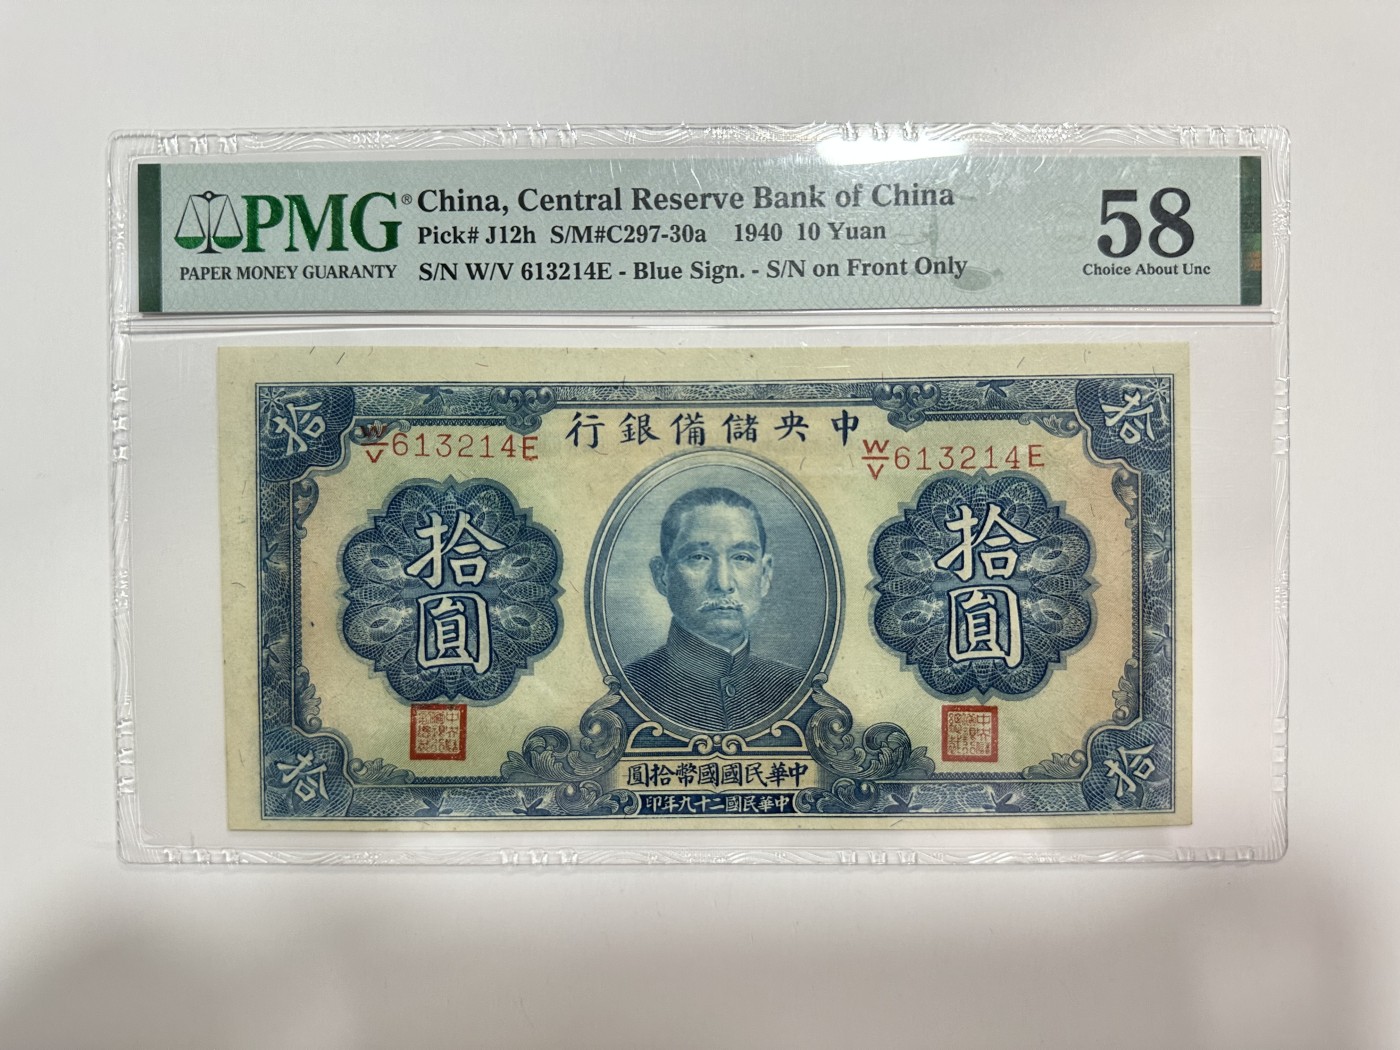 PMG®
PAPER MONEY GUARANTY
China, Central Reserve Bank of China
Pick# J12h S/M#C297-30a 1940 10 Yuan
S/N W/V 613214E - Blue Sign. - S/N on Front Only
58
Choice About Unc
拾
拾
行銀備儲央中
W/V 613214E
W/V 613214E
拾圓
拾圓
圓拾幣國國民華中
印年九十二國民華中
拾
拾